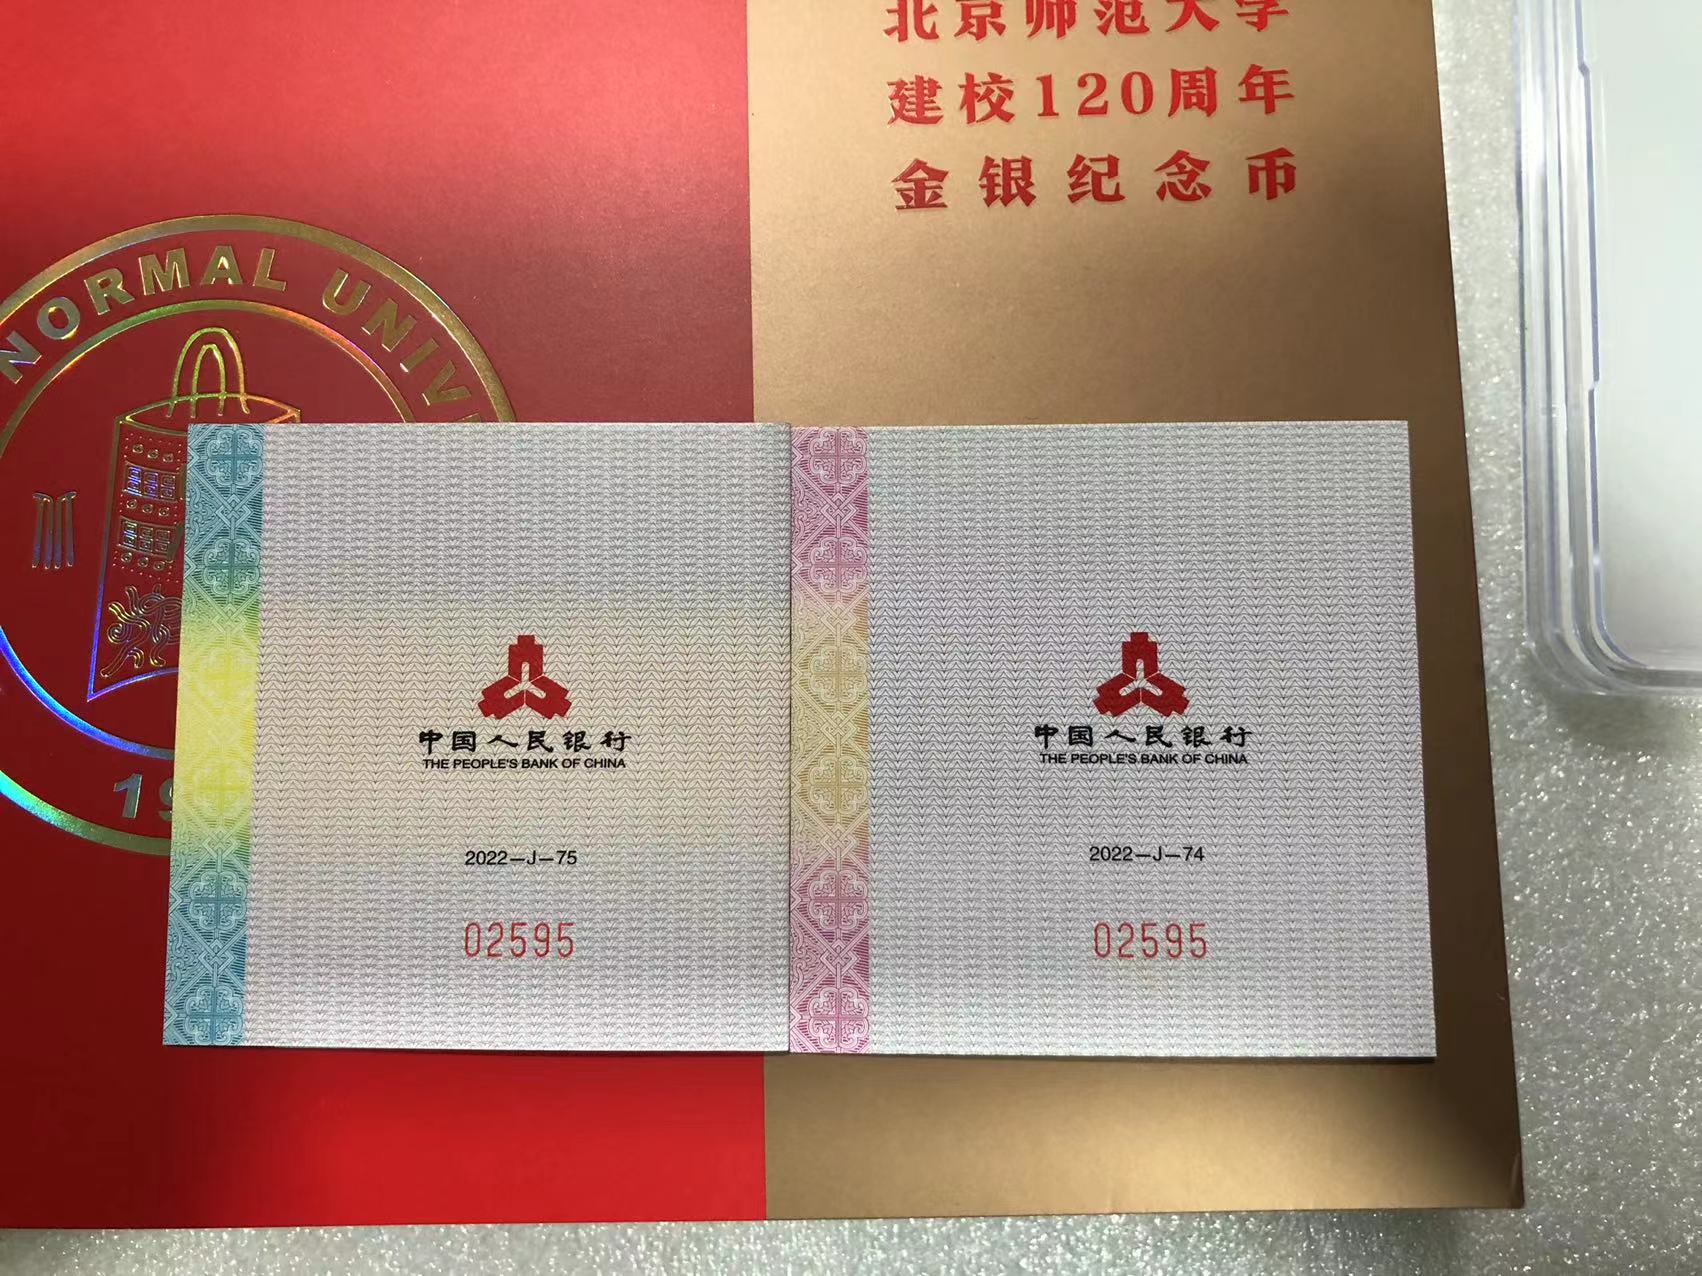 北京师范大学
建校120周年
金银纪念币
NORMAL UNIVE
19
中国人民银行
THE PEOPLE'S BANK OF CHINA
2022—J—75
02595
中国人民银行
THE PEOPLE'S BANK OF CHINA
2022—J—74
02595